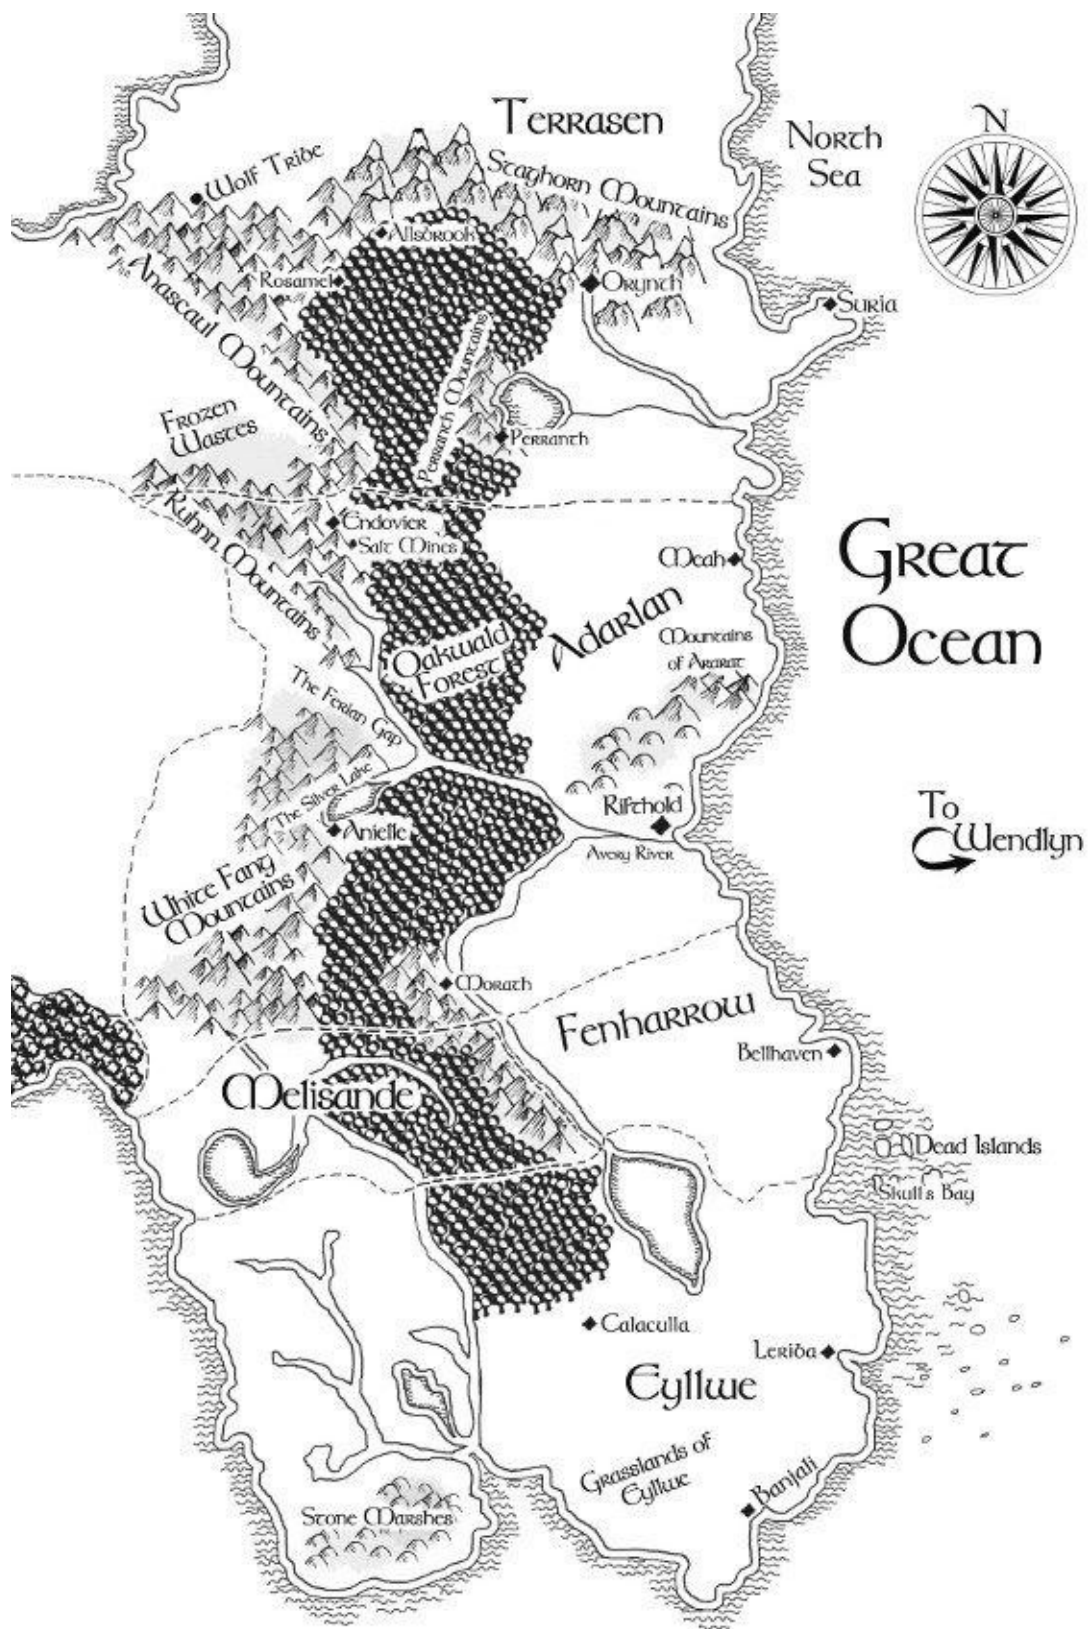 Terrasen
N
North
Sea
Wolf Tribe
Staghorn Mountains
Allsbrook
Rosamel
Orynth
Suria
Anascaul Mountains
Perranth Mountains
Frozen
Wastes
Perranth
Great
Ocean
Endovier
Salt Mines
Ruhnn Mountains
Meah
Adarlan
Oakwald
Forest
Mountains
of Ararat
The Ferian Gap
The Silver Lake
Anielle
Rifthold
Avery River
To
Wendlyn
White Fang
Mountains
Morath
Fenharrow
Bellhaven
Melisande
Dead Islands
Skull's Bay
Calaculla
Leriba
Eyllwe
Grasslands of
Eyllwe
Banjali
Stone Marshes